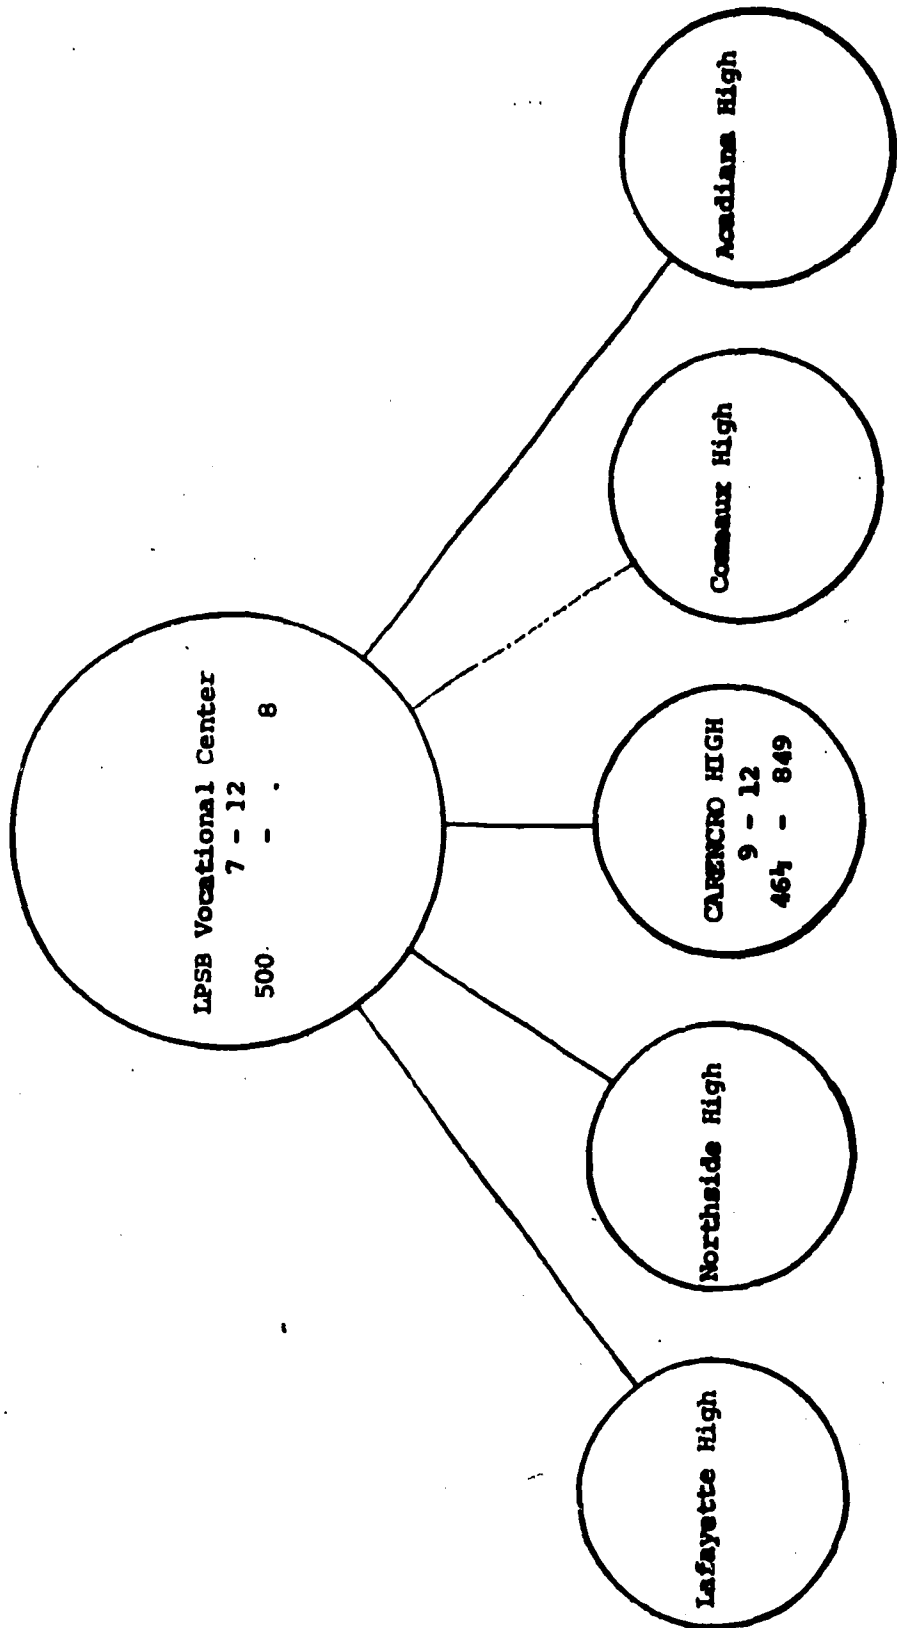 LPSB Vocational Center
7 - 12
500. - . 8
Lafayette High
Northside High
CARENCRO HIGH
9 - 12
- 849
Comeaux High
Acadiana High